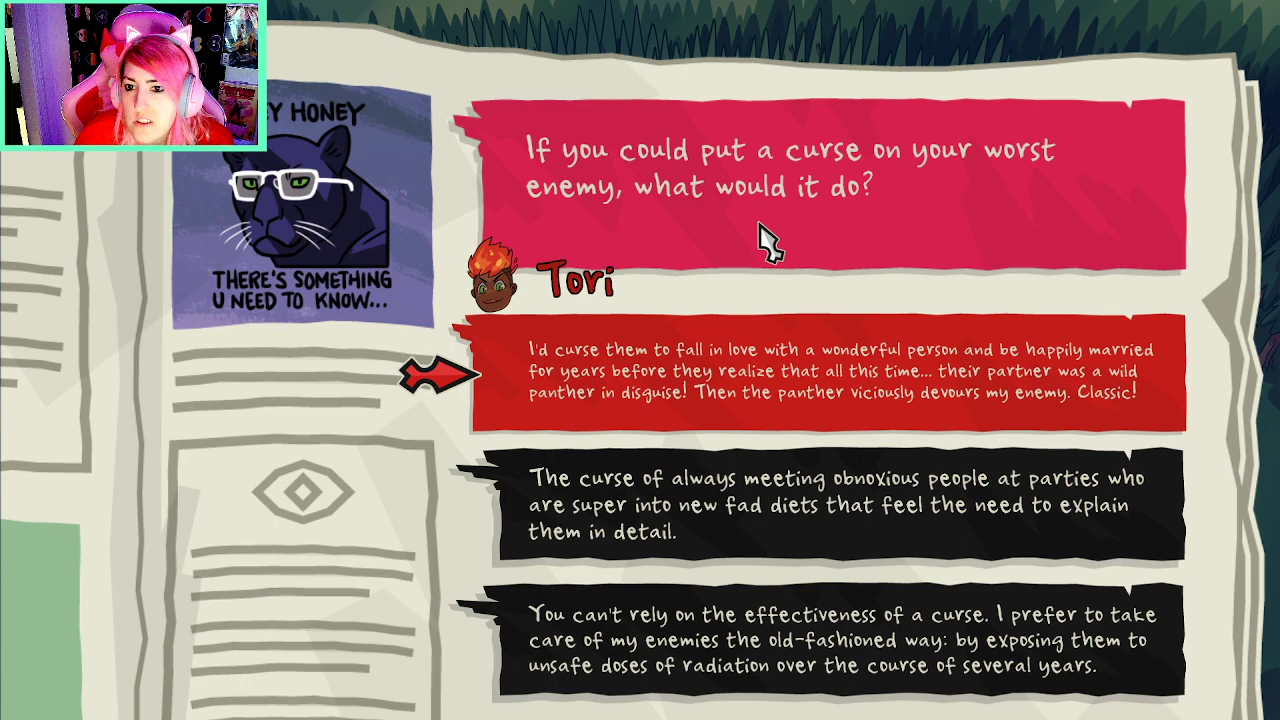 EY HONEY
THERE'S SOMETHING
U NEED TO KNOW...
If you could put a curse on your worst
enemy, what would it do?
Tori
I'd curse them to fall in love with a wonderful person and be happily married
for years before they realize that all this time... their partner was a wild
panther in disguise! Then the panther viciously devours my enemy. Classic!
The curse of always meeting obnoxious people at parties who
are super into new fad diets that feel the need to explain
them in detail.
You can't rely on the effectiveness of a curse. I prefer to take
care of my enemies the old-fashioned way: by exposing them to
unsafe doses of radiation over the course of several years.